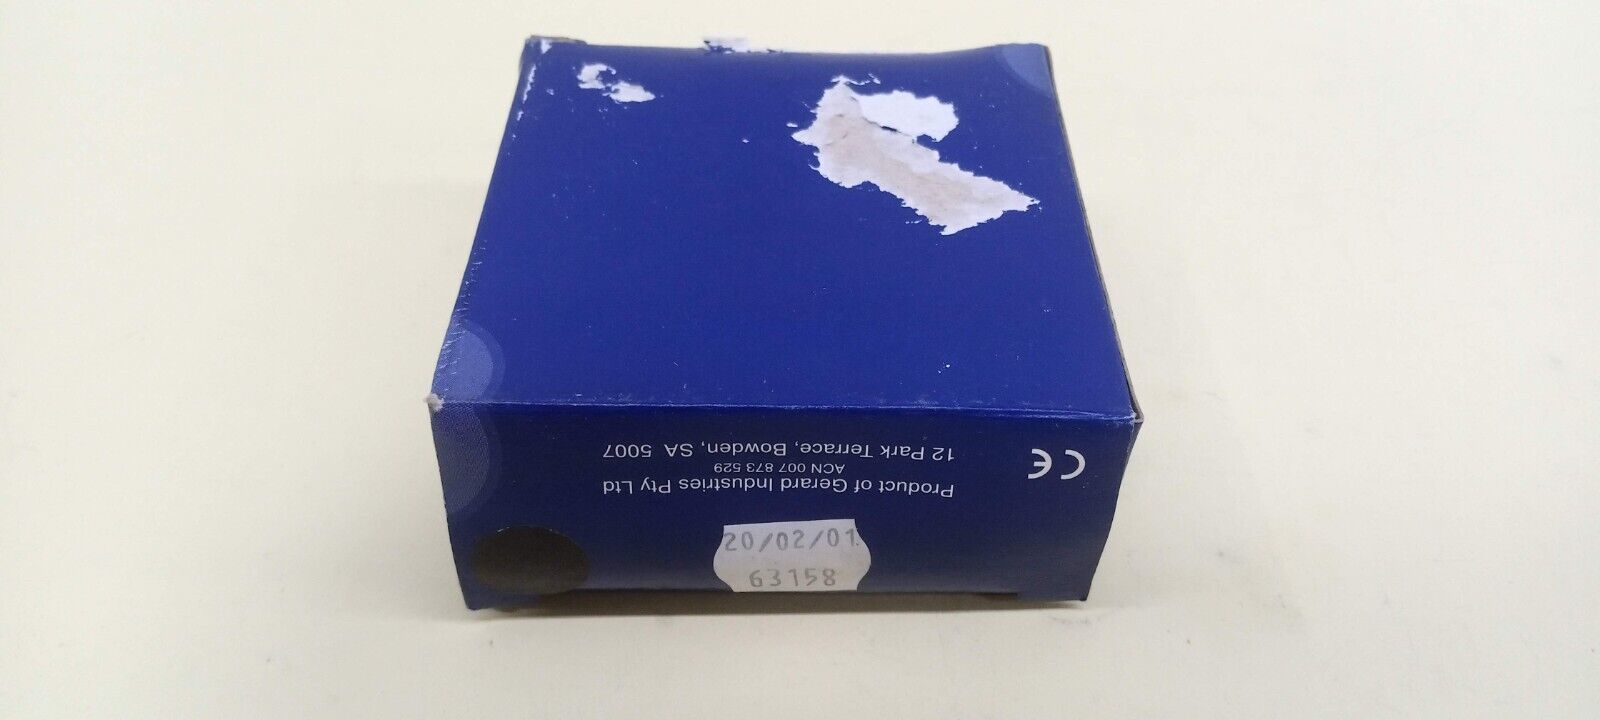 Product of Gerard Industries Pty Ltd
ACN 007 873 529
12 Park Terrace, Bowden, SA 5007
CE
20/02/01
63158